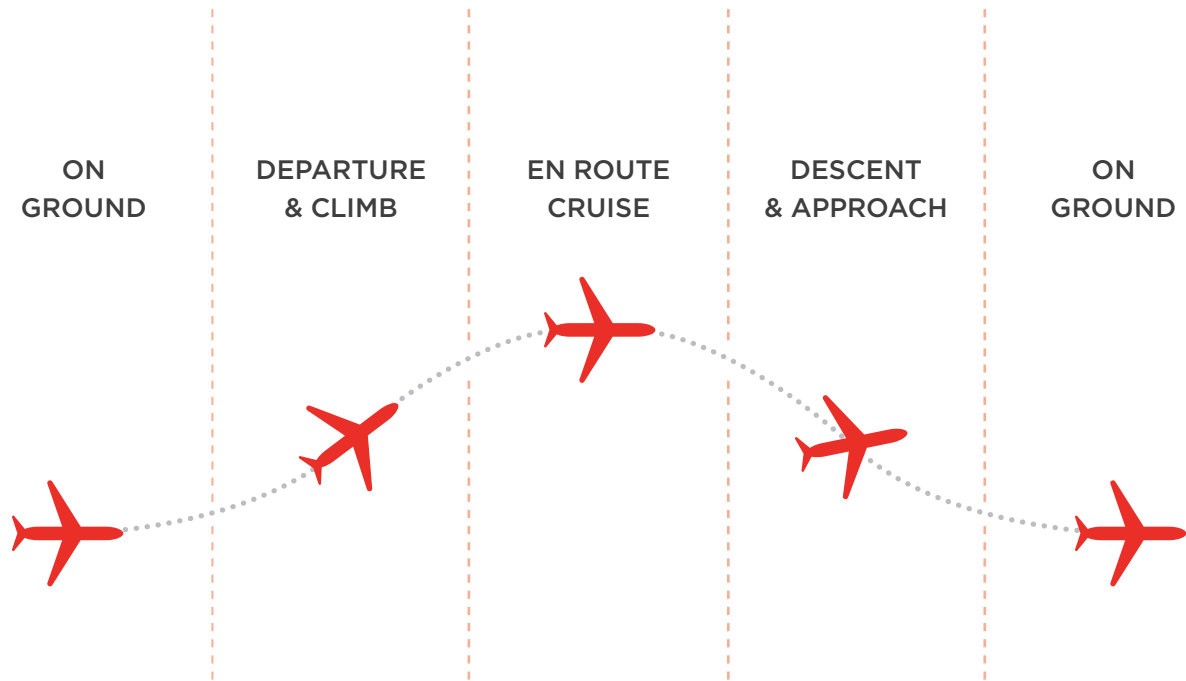 ON
GROUND
DEPARTURE
& CLIMB
EN ROUTE
CRUISE
DESCENT
& APPROACH
ON
GROUND